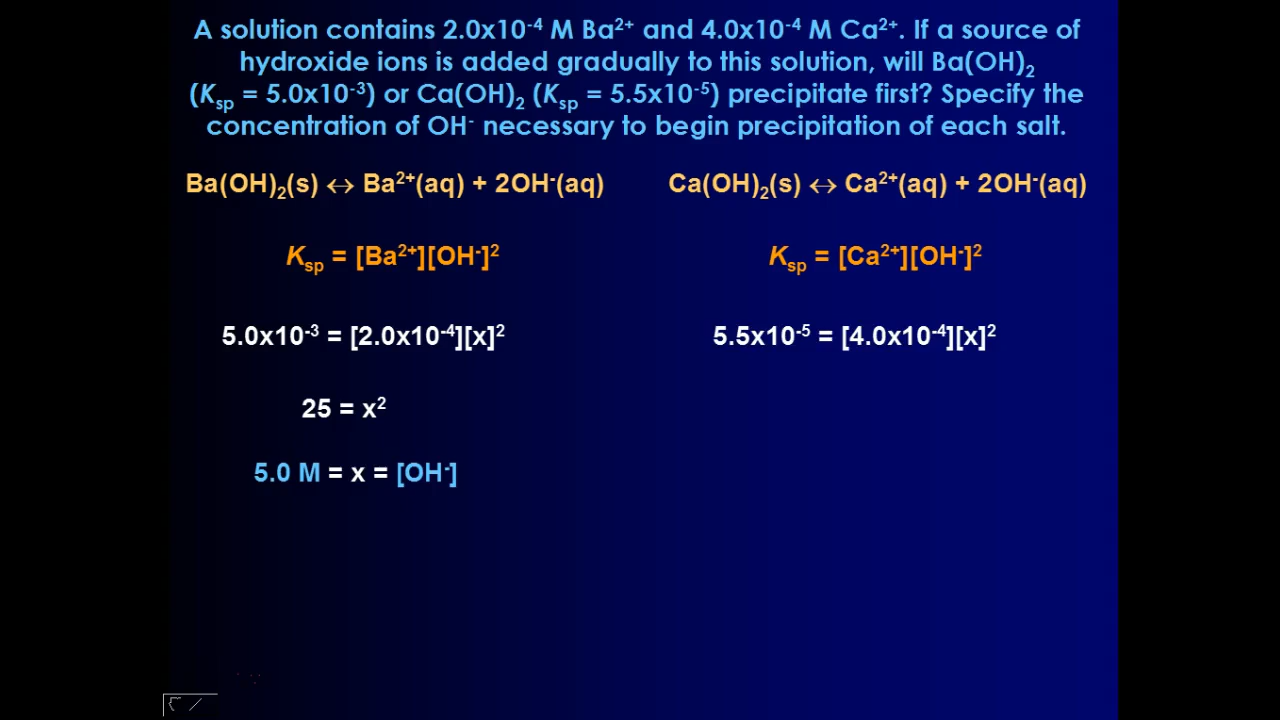 A solution contains 2.0x10⁻⁴ M Ba²⁺ and 4.0x10⁻⁴ M Ca²⁺. If a source of
hydroxide ions is added gradually to this solution, will Ba(OH)₂
(Kₛₚ = 5.0x10⁻³) or Ca(OH)₂ (Kₛₚ = 5.5x10⁻⁵) precipitate first? Specify the
concentration of OH⁻ necessary to begin precipitation of each salt.
Ba(OH)₂(s) ↔ Ba²⁺(aq) + 2OH⁻(aq)
Ca(OH)₂(s) ↔ Ca²⁺(aq) + 2OH⁻(aq)
Kₛₚ = [Ba²⁺][OH⁻]²
Kₛₚ = [Ca²⁺][OH⁻]²
5.0x10⁻³ = [2.0x10⁻⁴][x]²
5.5x10⁻⁵ = [4.0x10⁻⁴][x]²
25 = x²
5.0 M = x = [OH⁻]